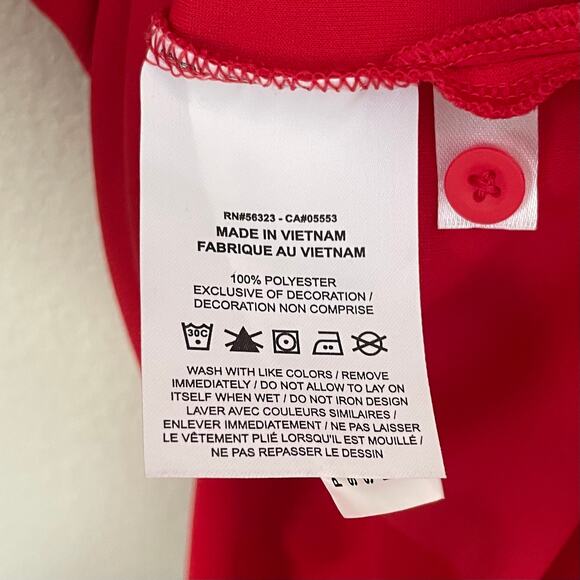 RN#56323 - CA#05553
MADE IN VIETNAM
FABRIQUE AU VIETNAM
100% POLYESTER
EXCLUSIVE OF DECORATION /
DECORATION NON COMPRISE
30C
WASH WITH LIKE COLORS / REMOVE
IMMEDIATELY / DO NOT ALLOW TO LAY ON
ITSELF WHEN WET / DO NOT IRON DESIGN
LAVER AVEC COULEURS SIMILAIRES /
ENLEVER IMMEDIATEMENT / NE PAS LAISSER
LE VÊTEMENT PLIÉ LORSQU'IL EST MOUILLÉ /
NE PAS REPASSER LE DESSIN